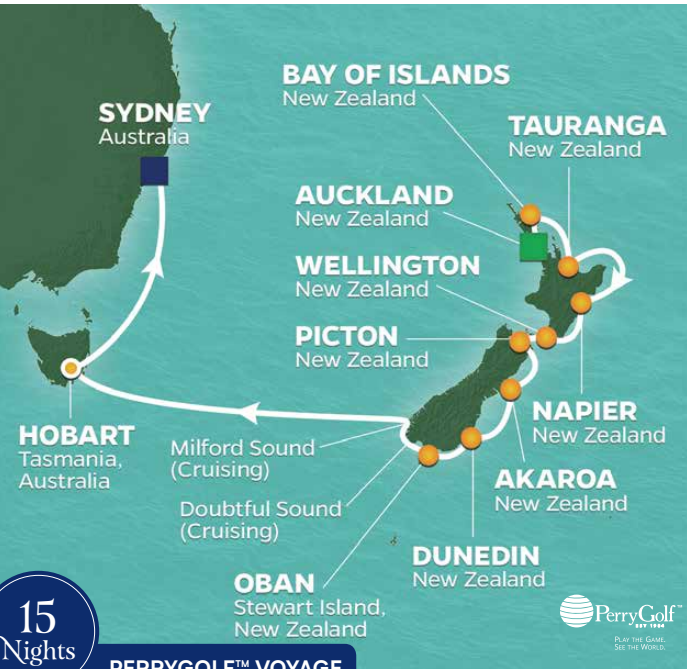 BAY OF ISLANDS
New Zealand
SYDNEY
Australia
TAURANGA
New Zealand
AUCKLAND
New Zealand
WELLINGTON
New Zealand
PICTON
New Zealand
NAPIER
New Zealand
HOBART
Tasmania,
Australia
Milford Sound
(Cruising)
AKAROA
New Zealand
Doubtful Sound
(Cruising)
DUNEDIN
New Zealand
OBAN
Stewart Island,
New Zealand
15
Nights
PerryGolf™
EST 1984
PLAY THE GAME.
SEE THE WORLD.
PERRYGOLF™ VOYAGE